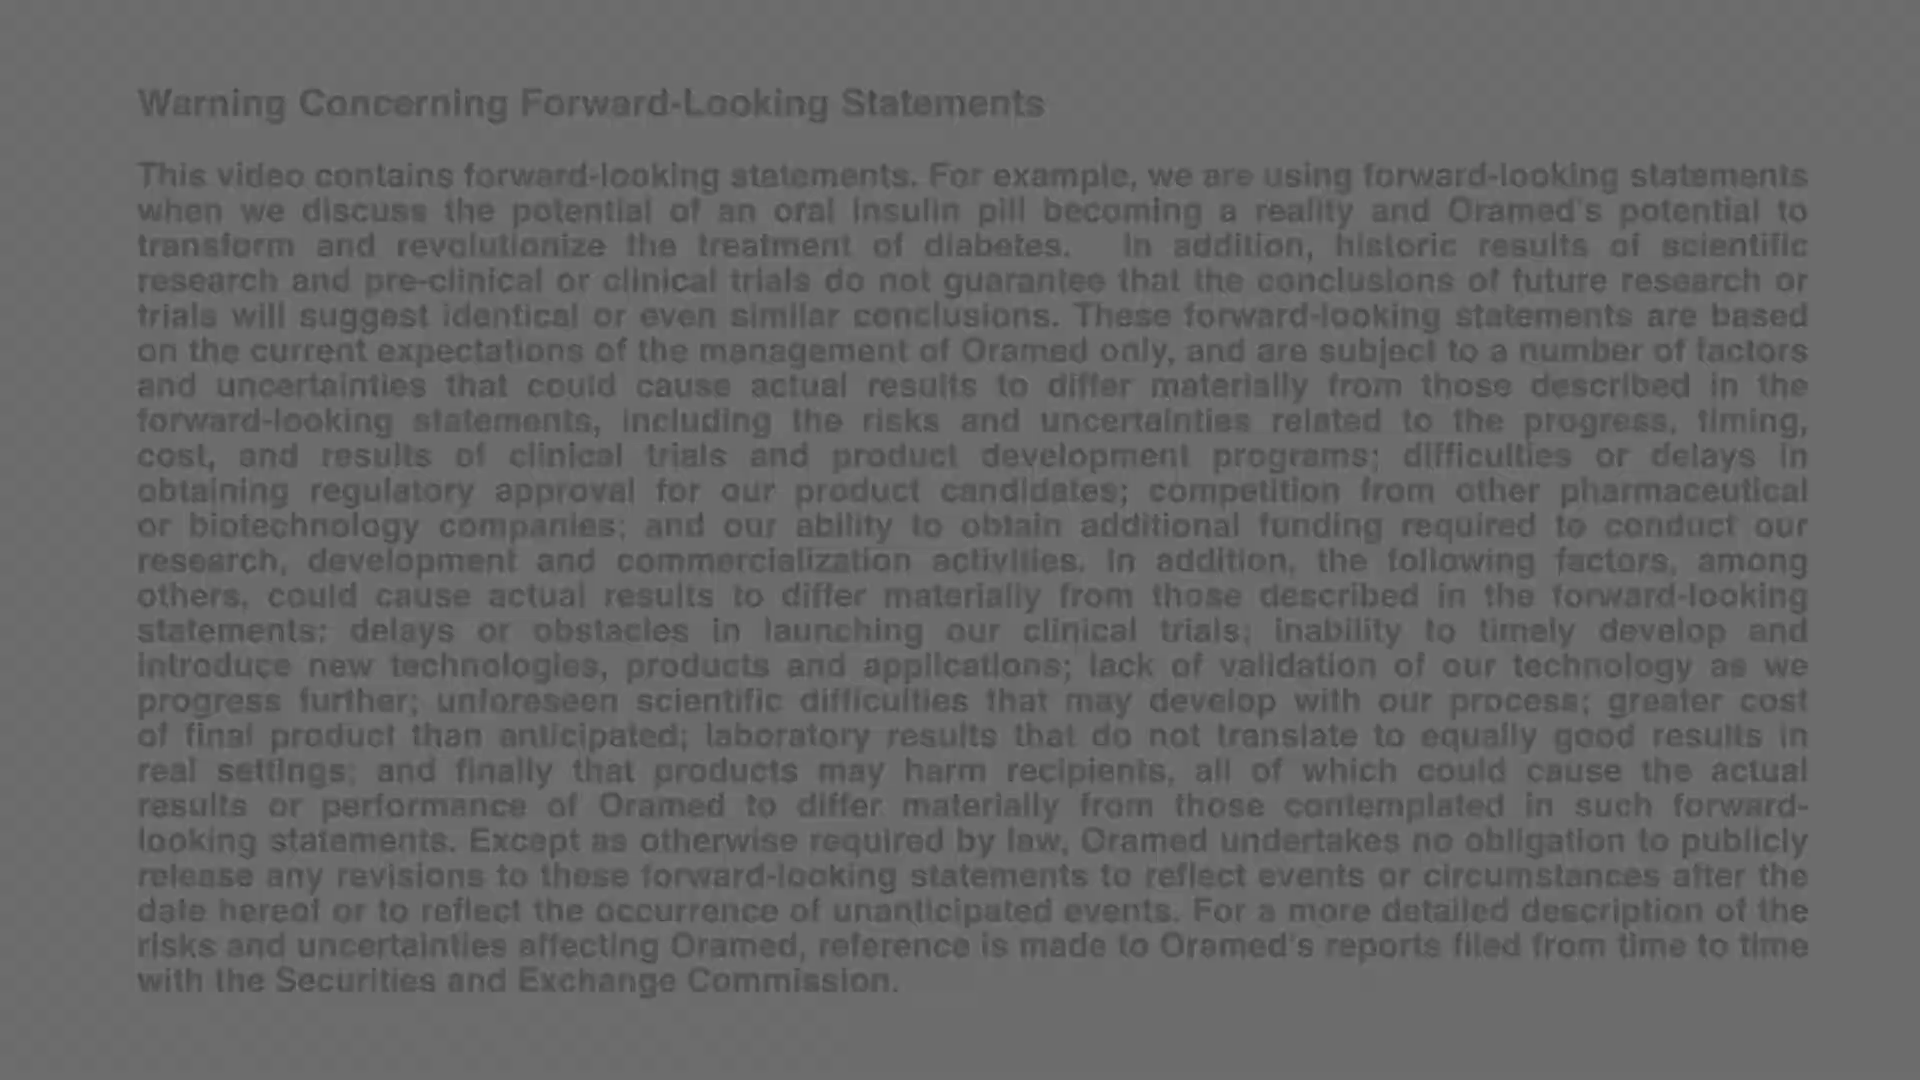 Warning Concerning Forward-Looking Statements
This video contains forward-looking statements. For example, we are using forward-looking statements
when we discuss the potential of an oral insulin pill becoming a reality and Oramed's potential to
transform and revolutionize the treatment of diabetes. In addition, historic results of scientific
research and pre-clinical or clinical trials do not guarantee that the conclusions of future research or
trials will suggest identical or even similar conclusions. These forward-looking statements are based
on the current expectations of the management of Oramed only, and are subject to a number of factors
and uncertainties that could cause actual results to differ materially from those described in the
forward-looking statements, including the risks and uncertainties related to the progress, timing,
cost, and results of clinical trials and product development programs; difficulties or delays in
obtaining regulatory approval for our product candidates; competition from other pharmaceutical
or biotechnology companies; and our ability to obtain additional funding required to conduct our
research, development and commercialization activities. In addition, the following factors, among
others, could cause actual results to differ materially from those described in the forward-looking
statements: delays or obstacles in launching our clinical trials; inability to timely develop and
introduce new technologies, products and applications; lack of validation of our technology as we
progress further; unforeseen scientific difficulties that may develop with our process; greater cost
of final product than anticipated; laboratory results that do not translate to equally good results in
real settings; and finally that products may harm recipients, all of which could cause the actual
results or performance of Oramed to differ materially from those contemplated in such forward-
looking statements. Except as otherwise required by law, Oramed undertakes no obligation to publicly
release any revisions to these forward-looking statements to reflect events or circumstances after the
date hereof or to reflect the occurrence of unanticipated events. For a more detailed description of the
risks and uncertainties affecting Oramed, reference is made to Oramed's reports filed from time to time
with the Securities and Exchange Commission.